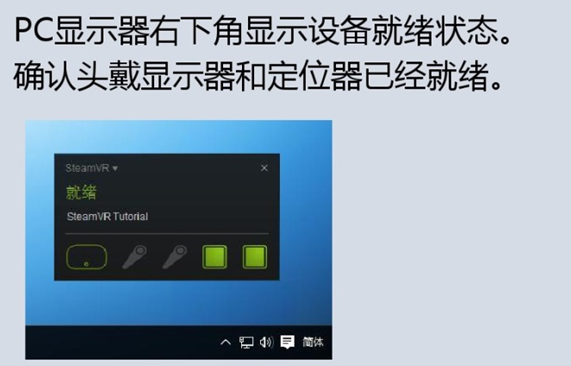 PC显示器右下角显示设备就绪状态。
确认头戴显示器和定位器已经就绪。
SteamVR
就绪
SteamVR Tutorial
简体